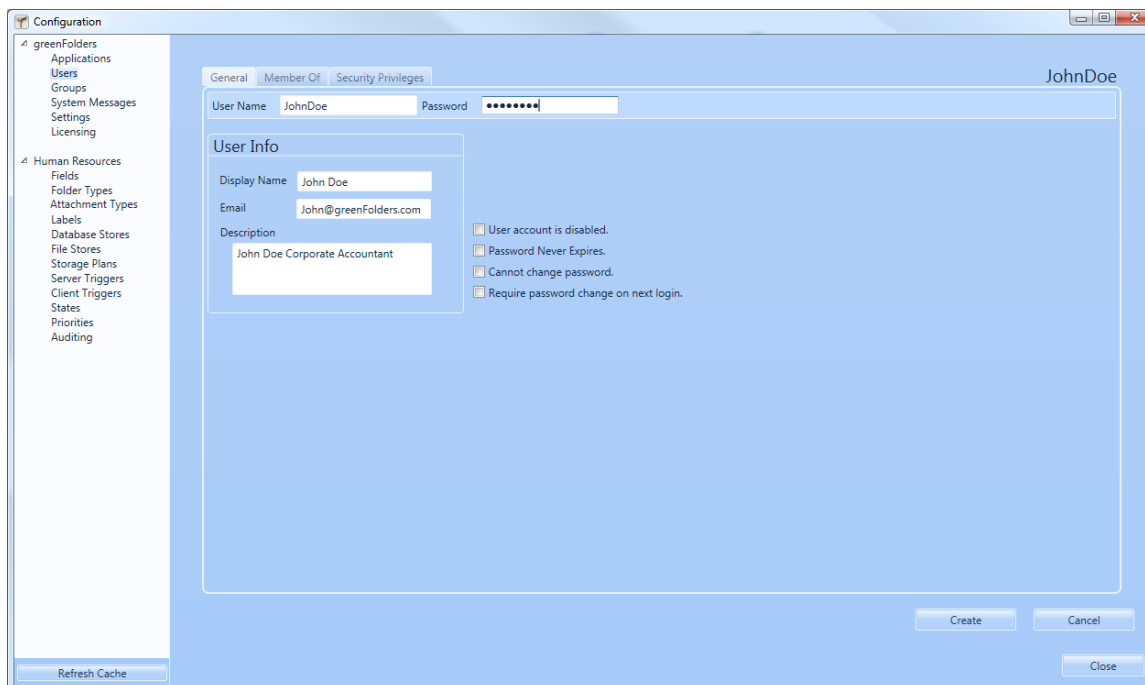 Configuration
greenFolders
Applications
Users
Groups
System Messages
Settings
Licensing
Human Resources
Fields
Folder Types
Attachment Types
Labels
Database Stores
File Stores
Storage Plans
Server Triggers
Client Triggers
States
Priorities
Auditing
Refresh Cache
General Member Of Security Privileges
JohnDoe
User Name JohnDoe Password ••••••••
User Info
Display Name John Doe
Email John@greenFolders.com
Description
John Doe Corporate Accountant
User account is disabled.
Password Never Expires.
Cannot change password.
Require password change on next login.
Create Cancel
Close